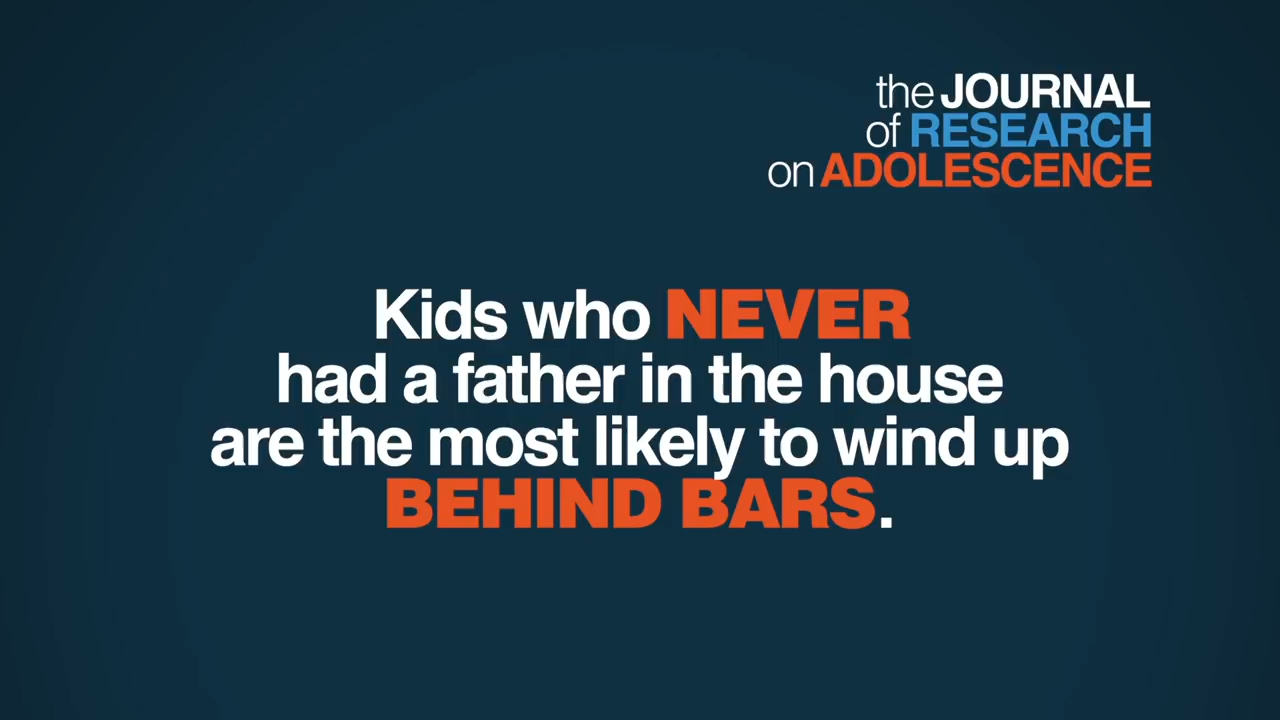 the JOURNAL
of RESEARCH
on ADOLESCENCE
Kids who NEVER
had a father in the house
are the most likely to wind up
BEHIND BARS.